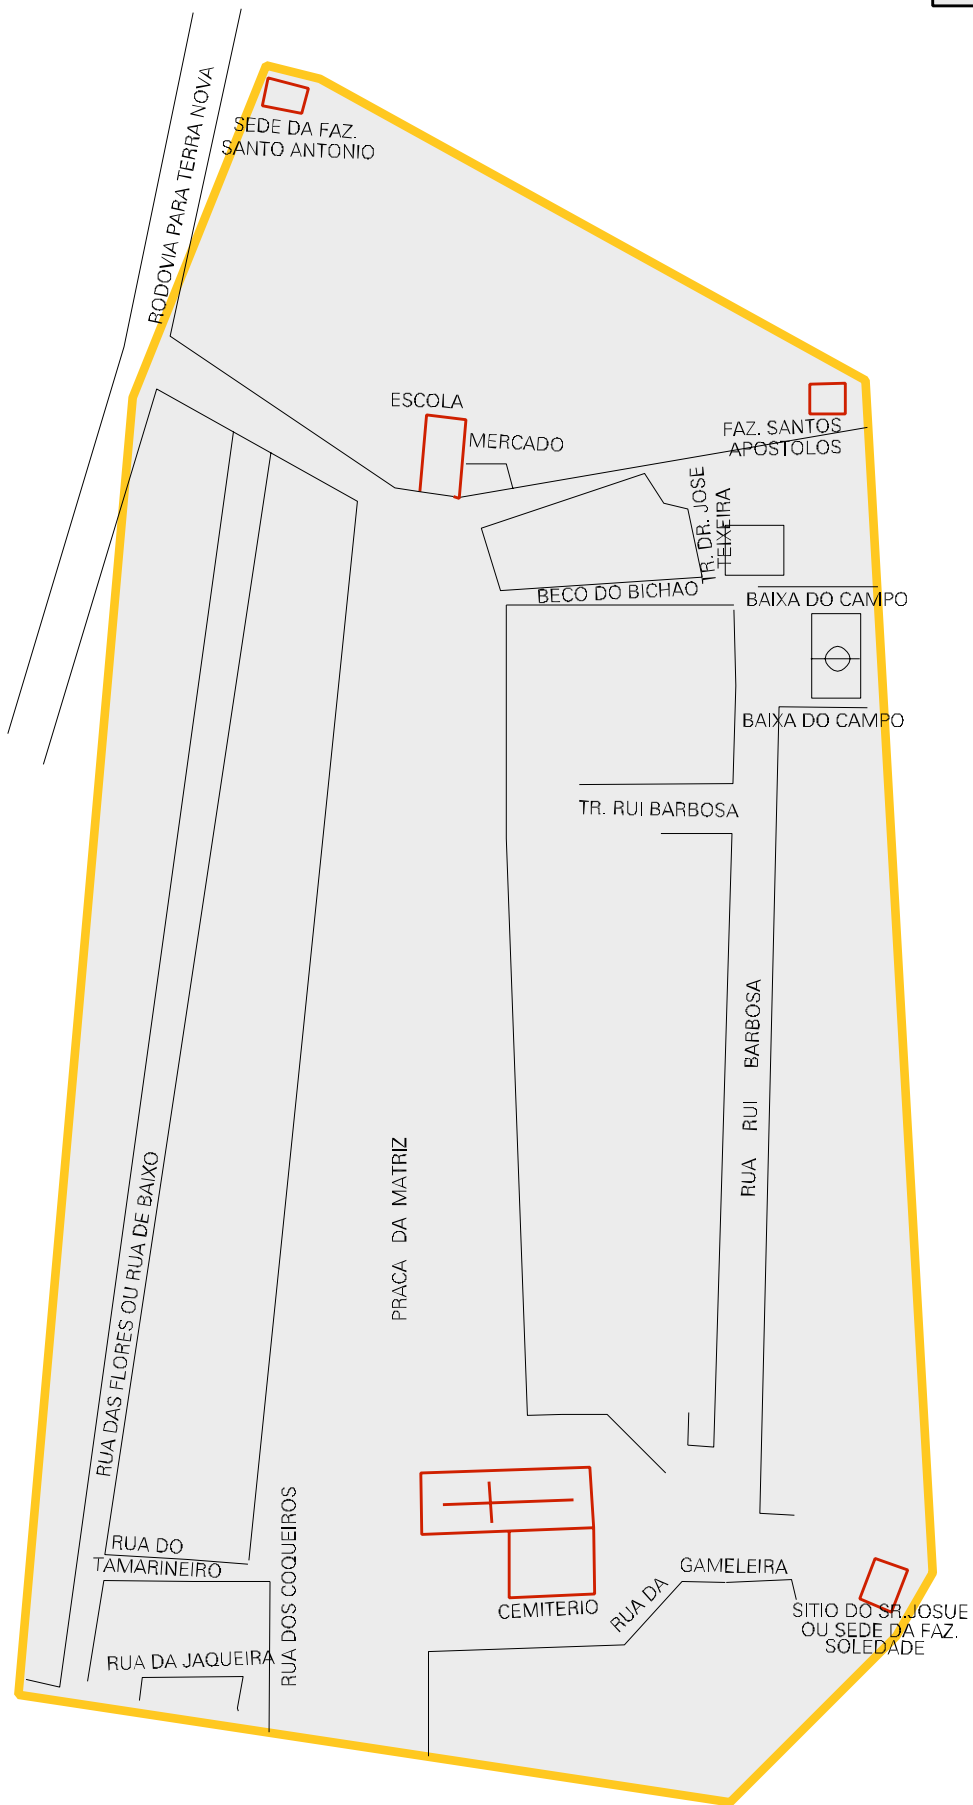 RODOVIA PARA TERRA NOVA
SEDE DA FAZ.
SANTO ANTONIO
ESCOLA
MERCADO
FAZ. SANTOS
APOSTOLOS
TR. DR. JOSE
TEIXEIRA
BECO DO BICHAO
BAIXA DO CAMPO
BAIXA DO CAMPO
TR. RUI BARBOSA
RUA RUI BARBOSA
PRACA DA MATRIZ
RUA DAS FLORES OU RUA DE BAIXO
RUA DO
TAMARINEIRO
RUA DOS COQUEIROS
RUA DA JAQUEIRA
CEMITERIO
RUA DA
GAMELEIRA
SITIO DO SR.JOSUE
OU SEDE DA FAZ.
SOLEDADE